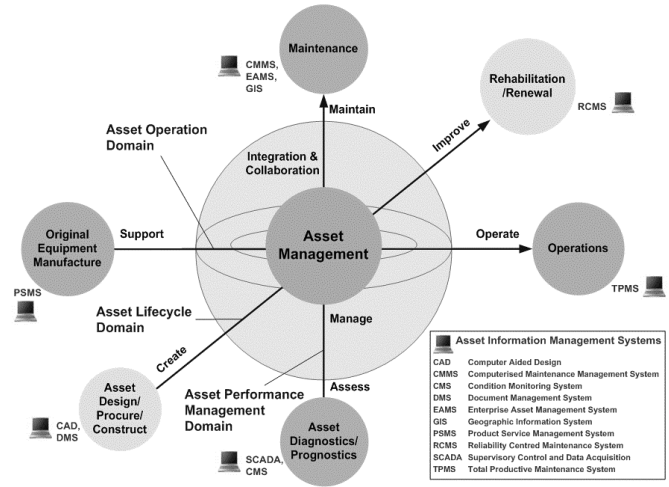 Maintenance
CMMS,
EAMS,
GIS
Maintain
Rehabilitation
/Renewal
RCMS
Improve
Asset Operation
Domain
Integration &
Collaboration
Original
Equipment
Manufacture
Support
Asset
Management
Operate
Operations
PSMS
TPMS
Asset Lifecycle
Domain
Manage
Create
Asset Performance
Management
Domain
Assess
Asset
Design/
Procure/
Construct
CAD,
DMS
Asset
Diagnostics/
Prognostics
SCADA,
CMS
Asset Information Management Systems
CAD Computer Aided Design
CMMS Computerised Maintenance Management System
CMS Condition Monitoring System
DMS Document Management System
EAMS Enterprise Asset Management System
GIS Geographic Information System
PSMS Product Service Management System
RCMS Reliability Centred Maintenance System
SCADA Supervisory Control and Data Acquisition
TPMS Total Productive Maintenance System